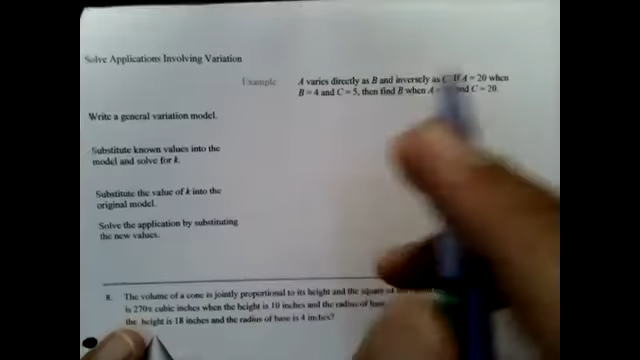 Solve Applications Involving Variation
Example
A varies directly as B and inversely as C. If A = 20 when
B = 4 and C = 5, then find B when A = and C = 20.
Write a general variation model.
Substitute known values into the
model and solve for k.
Substitute the value of k into the
original model.
Solve the application by substituting
the new values.
8. The volume of a cone is jointly proportional to its height and the square of
is 270π cubic inches when the height is 10 inches and the radius of base
the height is 18 inches and the radius of base is 4 inches?